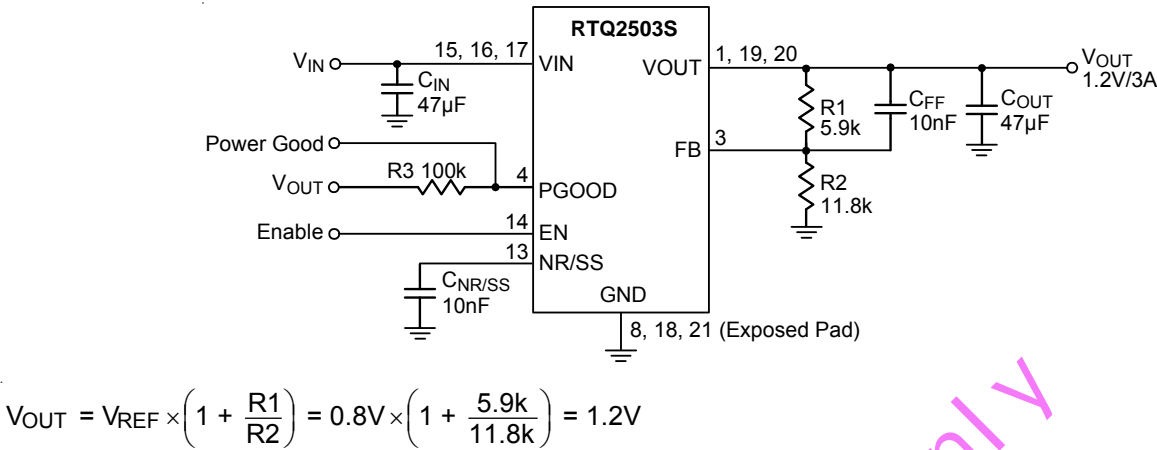 RTQ2503S
VIN
15, 16, 17
VIN
CIN
47µF
VOUT
1, 19, 20
VOUT
1.2V/3A
R1
5.9k
CFF
10nF
COUT
47µF
FB
3
R2
11.8k
Power Good
VOUT
R3 100k
4
PGOOD
Enable
14
EN
13
NR/SS
CNR/SS
10nF
GND
8, 18, 21 (Exposed Pad)
VOUT = VREF × (1 + R1/R2) = 0.8V × (1 + 5.9k/11.8k) = 1.2V